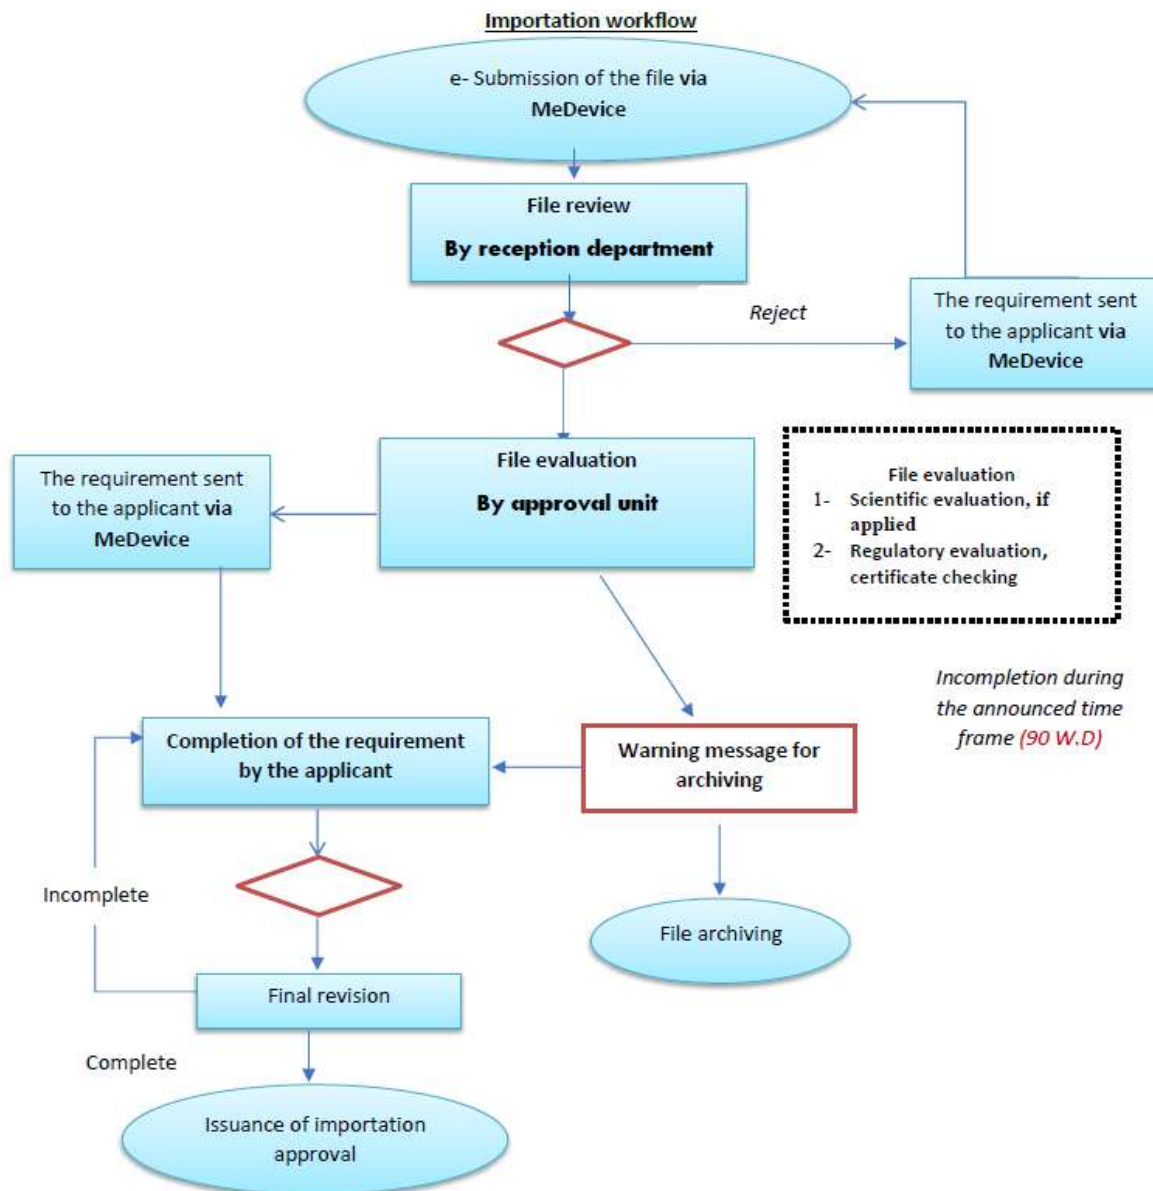 Importation workflow
e- Submission of the file via
MeDevice
File review
By reception department
Reject
The requirement sent
to the applicant via
MeDevice
File evaluation
By approval unit
The requirement sent
to the applicant via
MeDevice
File evaluation
1- Scientific evaluation, if
applied
2- Regulatory evaluation,
certificate checking
Incompletion during
the announced time
frame (90 W.D)
Completion of the requirement
by the applicant
Warning message for
archiving
Incomplete
File archiving
Final revision
Complete
Issuance of importation
approval